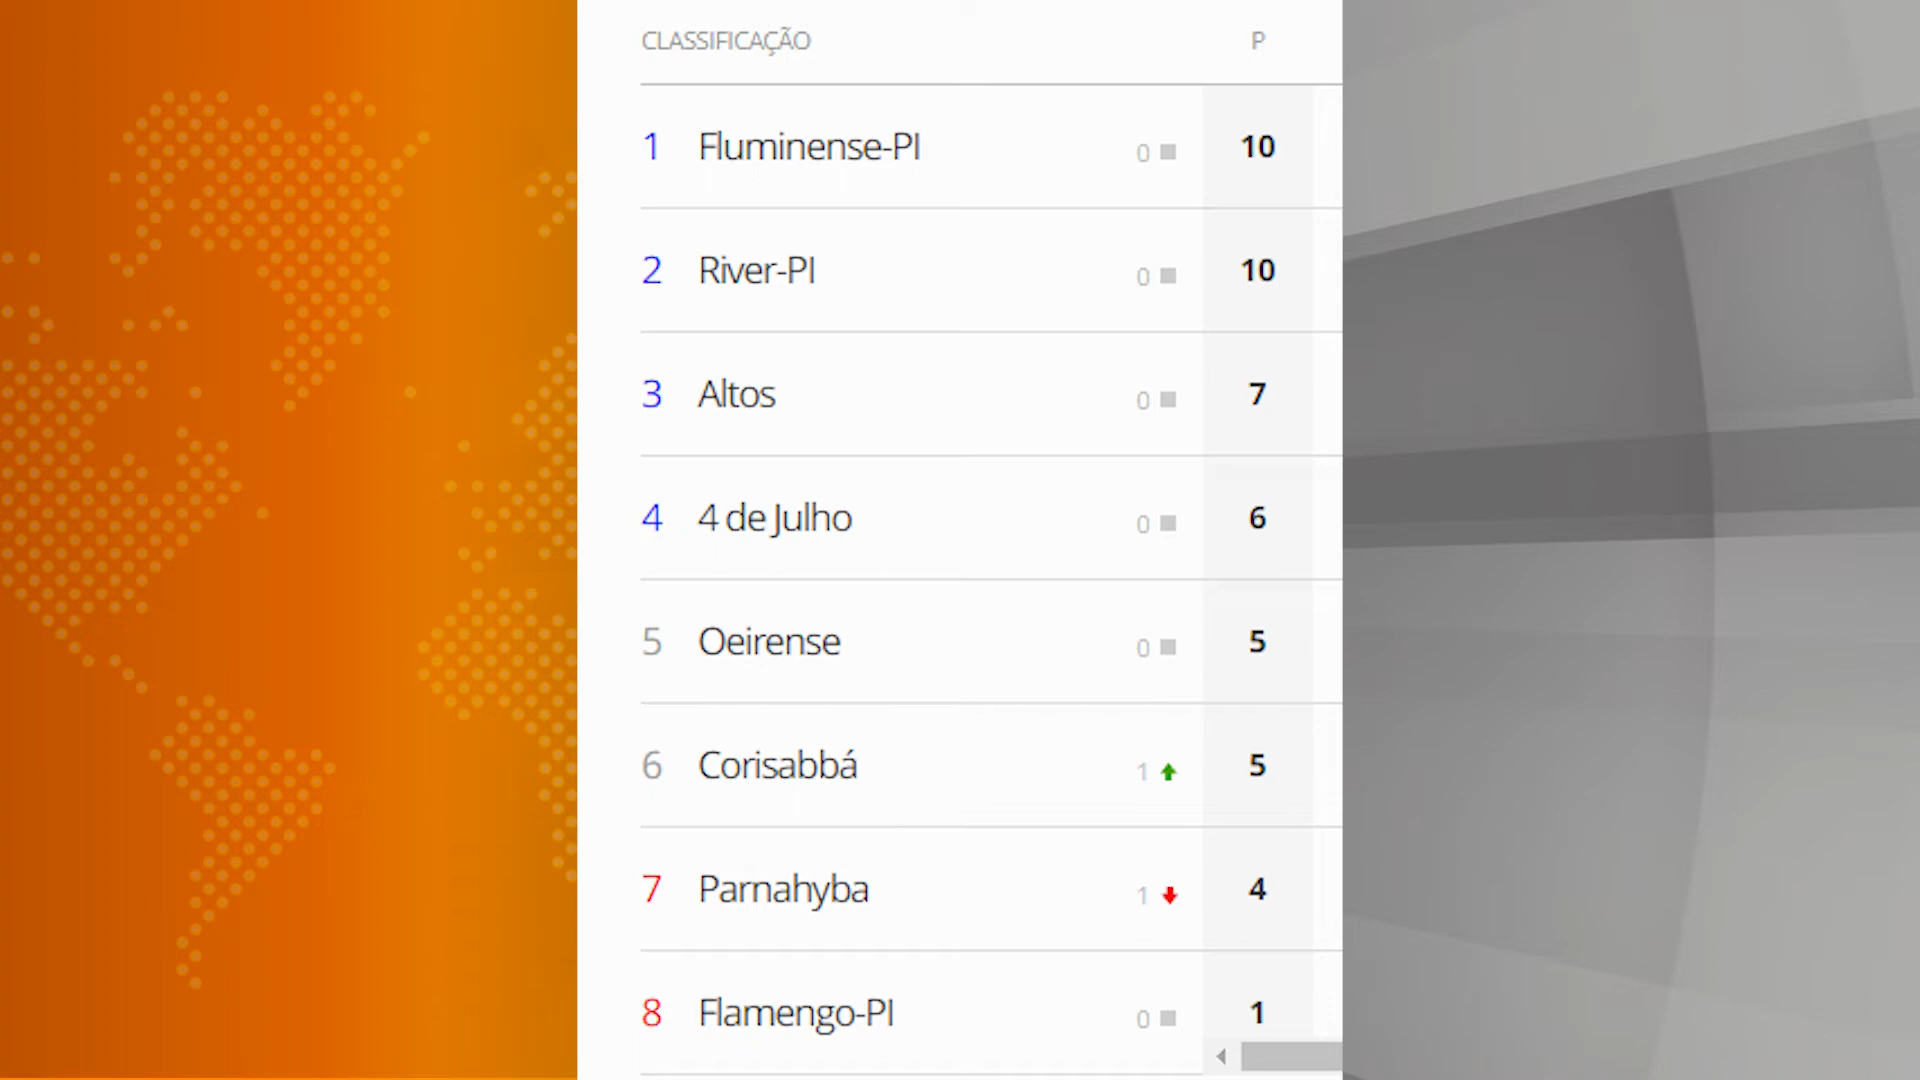 CLASSIFICAÇÃO P
1 Fluminense-PI 0 10
2 River-PI 0 10
3 Altos 0 7
4 4 de Julho 0 6
5 Oeirense 0 5
6 Corisabbá 1 5
7 Parnahyba 1 4
8 Flamengo-PI 0 1